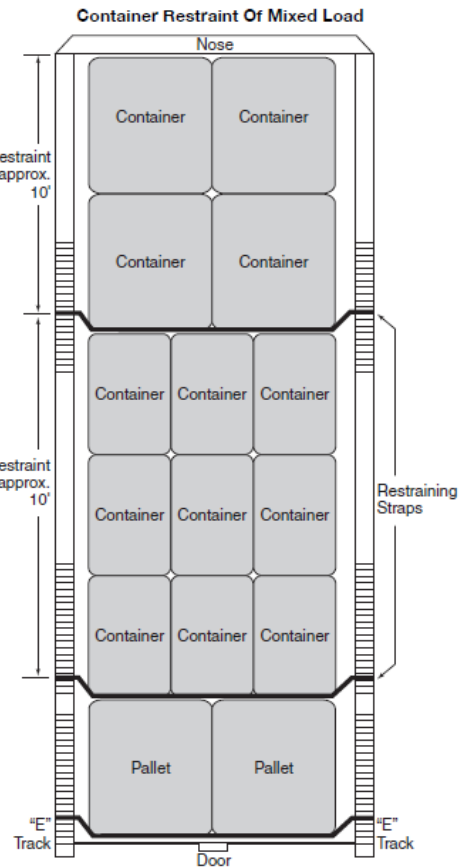 Container Restraint Of Mixed Load
Nose
Container Container
estraint
approx.
10'
Container Container
Container Container Container
estraint
approx.
10'
Container Container Container
Restraining
Straps
Container Container Container
Pallet Pallet
"E"
Track
"E"
Track
Door